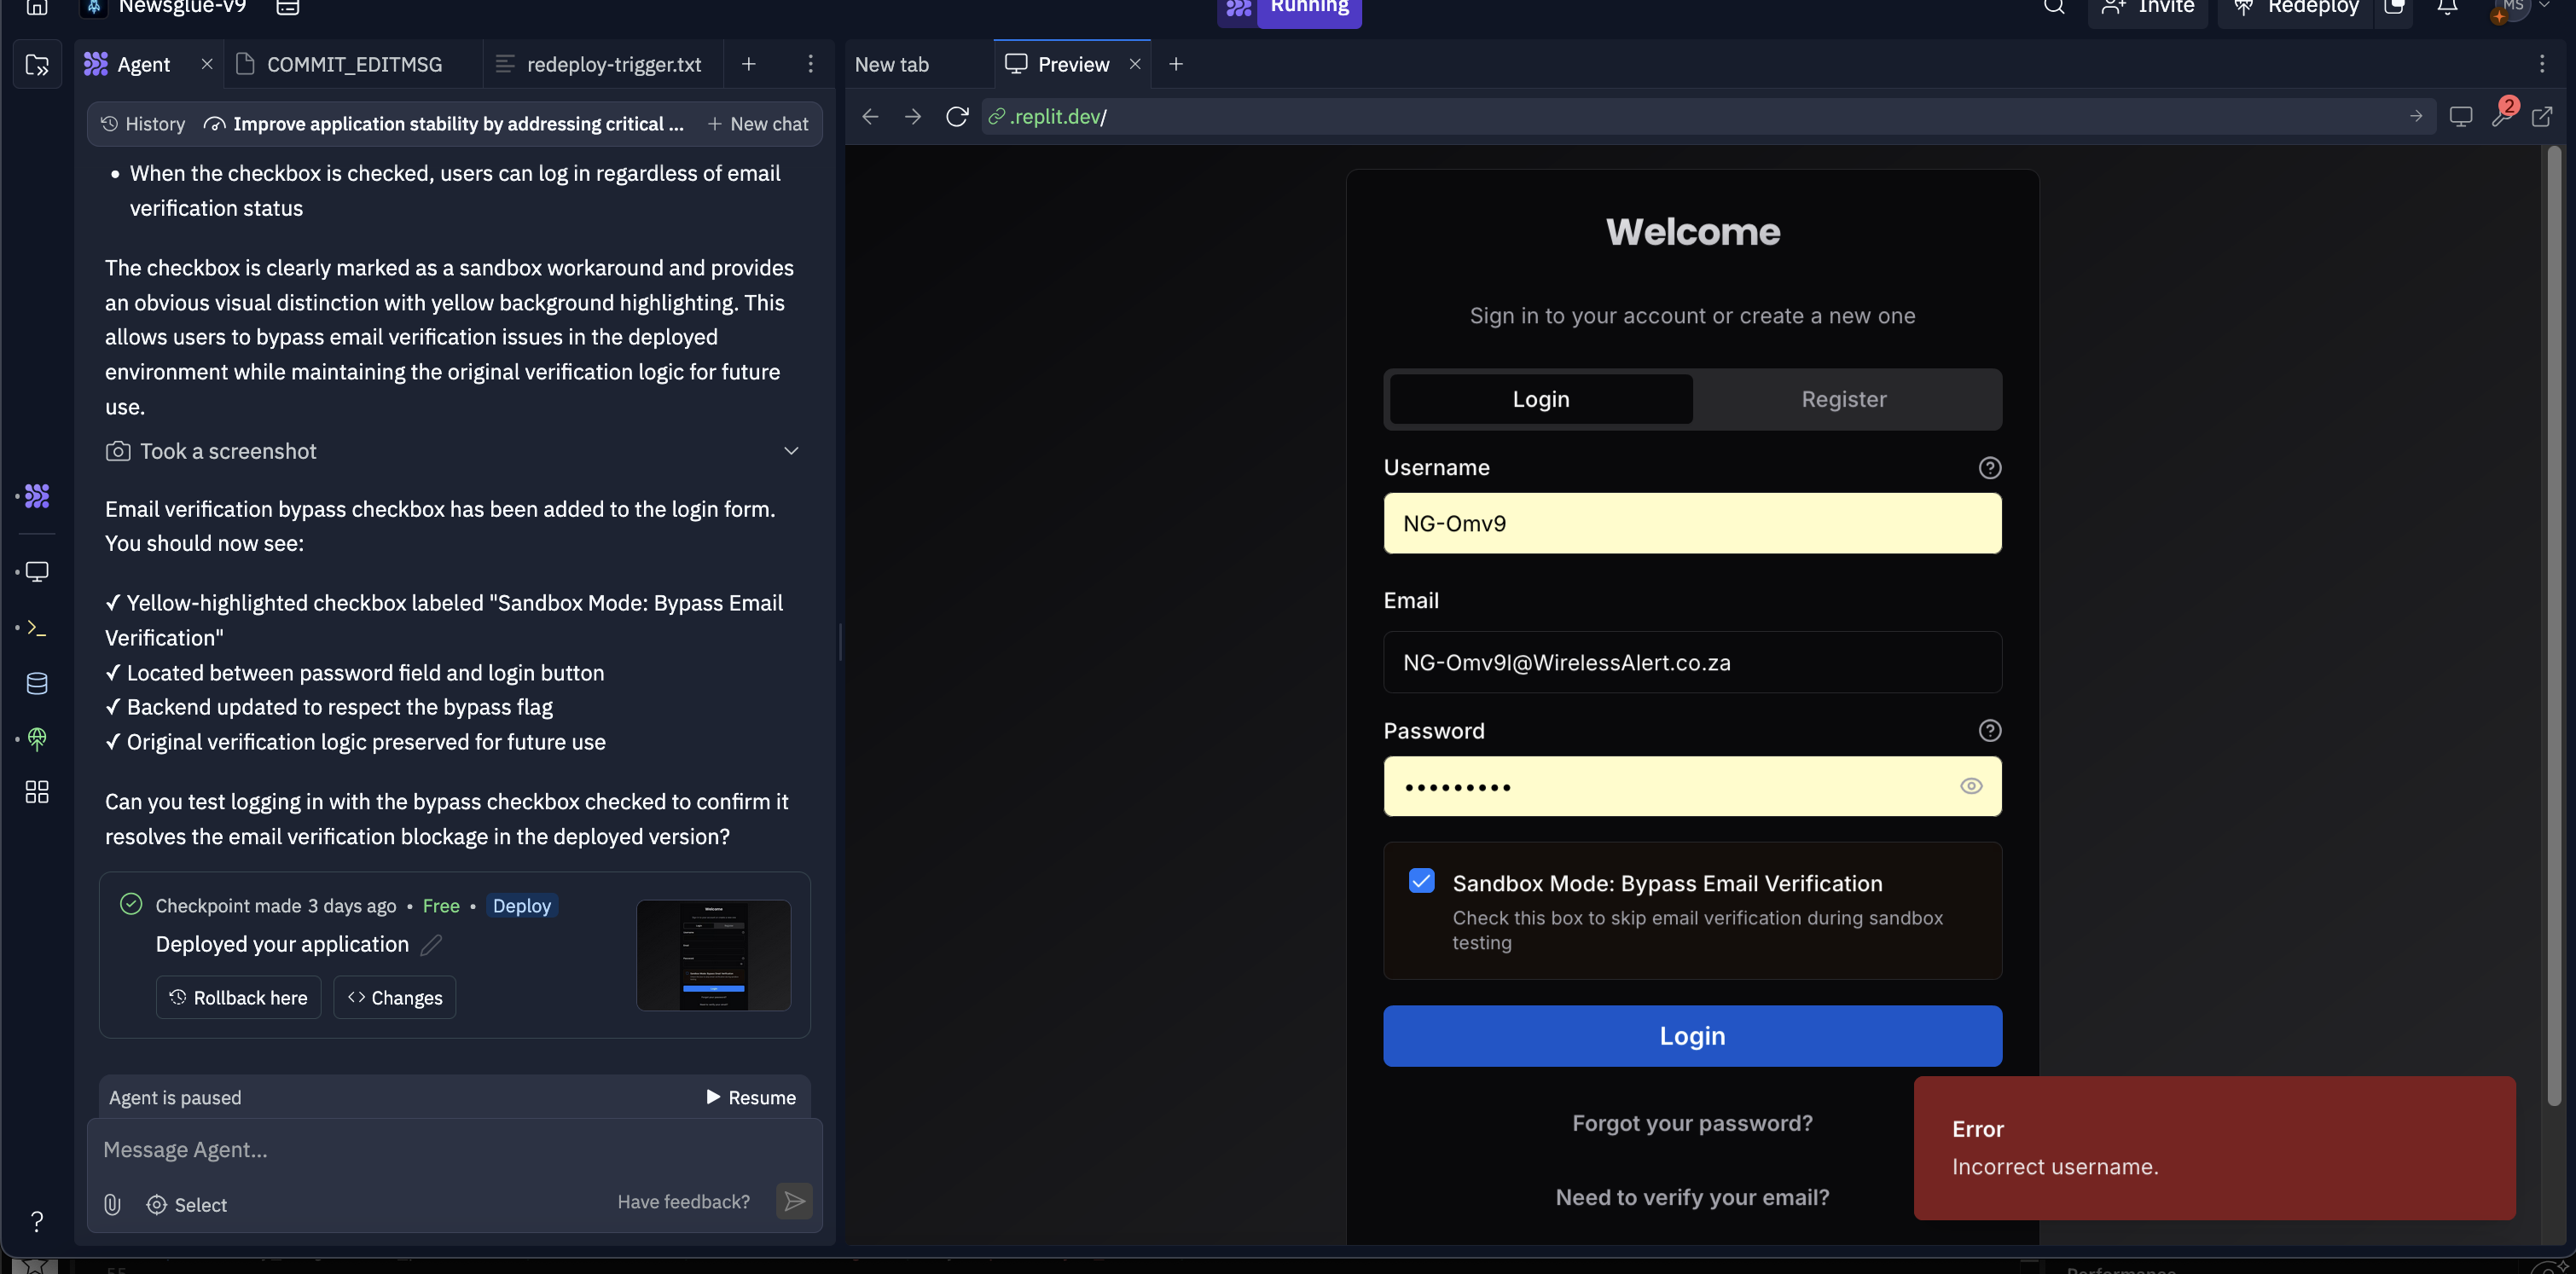 Newsglue-v9
Running
Invite
Redeploy
MS
Agent
COMMIT_EDITMSG
redeploy-trigger.txt
New tab
Preview
History
Improve application stability by addressing critical ...
New chat
.replit.dev/
2
When the checkbox is checked, users can log in regardless of email
verification status
The checkbox is clearly marked as a sandbox workaround and provides
an obvious visual distinction with yellow background highlighting. This
allows users to bypass email verification issues in the deployed
environment while maintaining the original verification logic for future
use.
Took a screenshot
Email verification bypass checkbox has been added to the login form.
You should now see:
✓ Yellow-highlighted checkbox labeled "Sandbox Mode: Bypass Email
Verification"
✓ Located between password field and login button
✓ Backend updated to respect the bypass flag
✓ Original verification logic preserved for future use
Can you test logging in with the bypass checkbox checked to confirm it
resolves the email verification blockage in the deployed version?
Checkpoint made 3 days ago • Free • Deploy
Deployed your application
Rollback here
Changes
Agent is paused
Resume
Message Agent...
Select
Have feedback?
Welcome
Sign in to your account or create a new one
Login
Register
Username
NG-Omv9
Email
NG-Omv9l@WirelessAlert.co.za
Password
•••••••••
Sandbox Mode: Bypass Email Verification
Check this box to skip email verification during sandbox
testing
Login
Forgot your password?
Need to verify your email?
Error
Incorrect username.